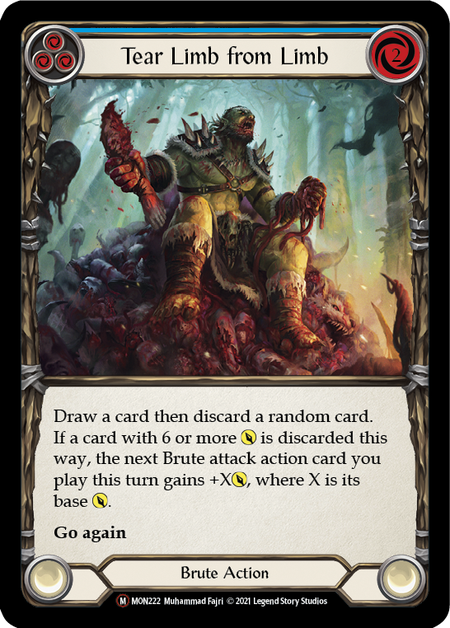 Tear Limb from Limb
2
Draw a card then discard a random card.
If a card with 6 or more is discarded this
way, the next Brute attack action card you
play this turn gains +X , where X is its
base .
Go again
Brute Action
M MON222 Muhammad Fajri © 2021 Legend Story Studios